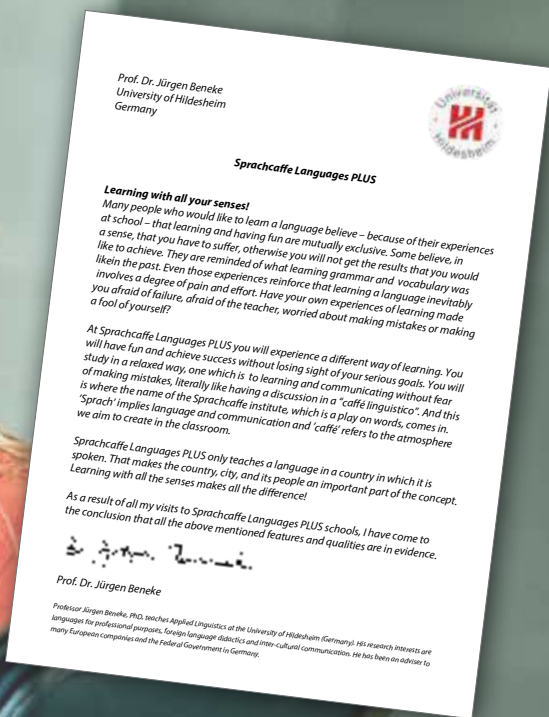 Prof. Dr. Jürgen Beneke
University of Hildesheim
Germany
Universität
Hildesheim
Sprachcaffe Languages PLUS
Learning with all your senses!
Many people who would like to learn a language believe – because of their experiences
at school – that learning and having fun are mutually exclusive. Some believe, in
a sense, that you have to suffer, otherwise you will not get the results that you would
like to achieve. They are reminded of what learning grammar and vocabulary was
likein the past. Even those experiences reinforce that learning a language inevitably
involves a degree of pain and effort. Have your own experiences of learning made
you afraid of failure, afraid of the teacher, worried about making mistakes or making
a fool of yourself?
At Sprachcaffe Languages PLUS you will experience a different way of learning. You
will have fun and achieve success without losing sight of your serious goals. You will
study in a relaxed way, one which is to learning and communicating without fear
of making mistakes, literally like having a discussion in a "caffé linguistico". And this
is where the name of the Sprachcaffe institute, which is a play on words, comes in.
'Sprach' implies language and communication and 'caffé' refers to the atmosphere
we aim to create in the classroom.
Sprachcaffe Languages PLUS only teaches a language in a country in which it is
spoken. That makes the country, city, and its people an important part of the concept.
Learning with all the senses makes all the difference!
As a result of all my visits to Sprachcaffe Languages PLUS schools, I have come to
the conclusion that all the above mentioned features and qualities are in evidence.
Prof. Dr. Jürgen Beneke
Professor Jürgen Beneke, PhD, teaches Applied Linguistics at the University of Hildesheim (Germany). His research interests are
languages for professional purposes, foreign language didactics and inter-cultural communication. He has been an adviser to
many European companies and the Federal Government in Germany.